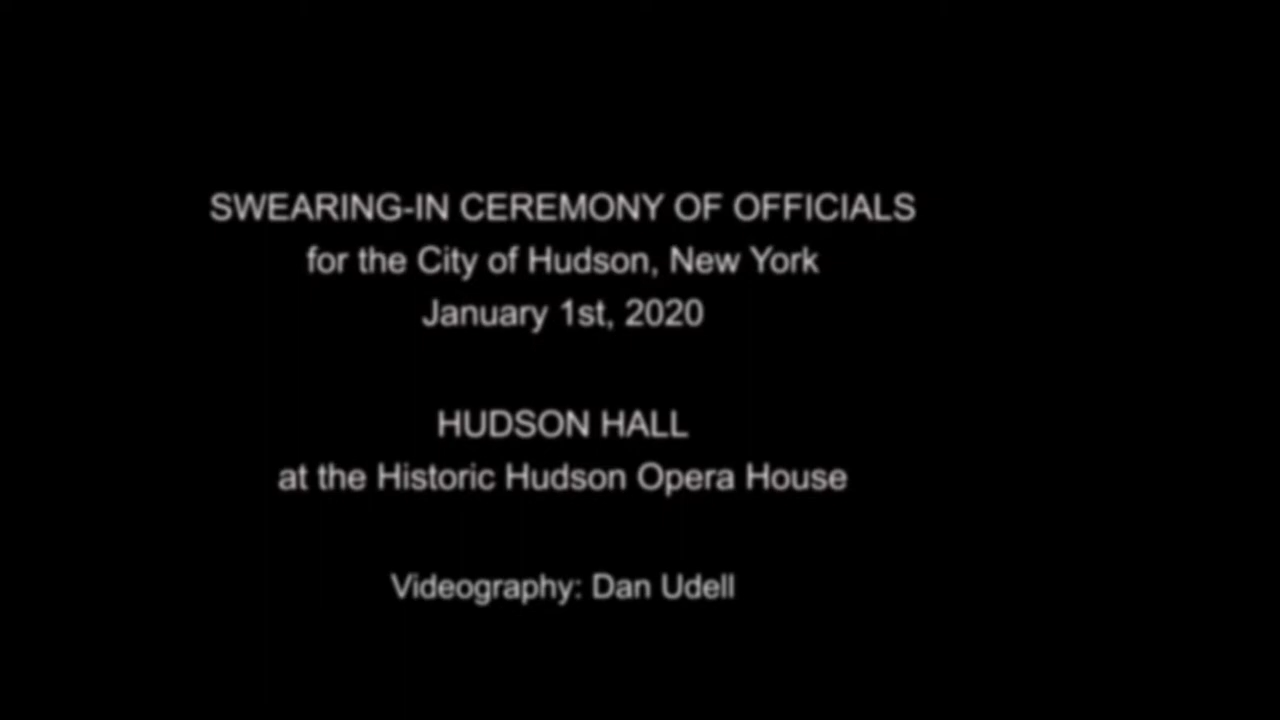 SWEARING-IN CEREMONY OF OFFICIALS
for the City of Hudson, New York
January 1st, 2020
HUDSON HALL
at the Historic Hudson Opera House
Videography: Dan Udell